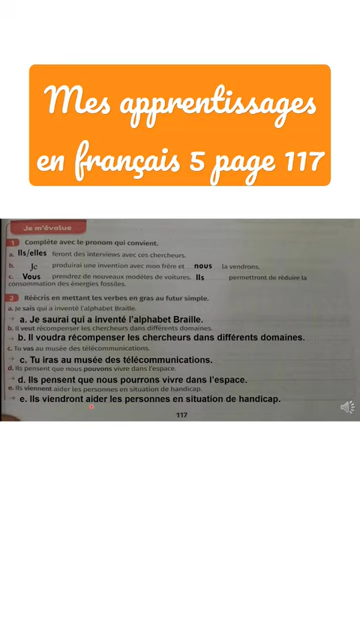 Mes apprentissages
en français 5 page 117
Je m'évalue
1 Complète avec le pronom qui convient.
a. Ils/elles feront des interviews avec ces chercheurs.
b. Je produirai une invention avec mon frère et nous la vendrons.
c. Vous prendrez de nouveaux modèles de voitures. Ils permettront de réduire la
consommation des énergies fossiles.
2 Réécris en mettant les verbes en gras au futur simple.
a. Je sais qui a inventé l'alphabet Braille.
→ a. Je saurai qui a inventé l'alphabet Braille.
b. Il veut récompenser les chercheurs dans différents domaines.
→ b. Il voudra récompenser les chercheurs dans différents domaines.
c. Tu vas au musée des télécommunications.
→ c. Tu iras au musée des télécommunications.
d. Ils pensent que nous pouvons vivre dans l'espace.
→ d. Ils pensent que nous pourrons vivre dans l'espace.
e. Ils viennent aider les personnes en situation de handicap.
→ e. Ils viendront aider les personnes en situation de handicap.
117